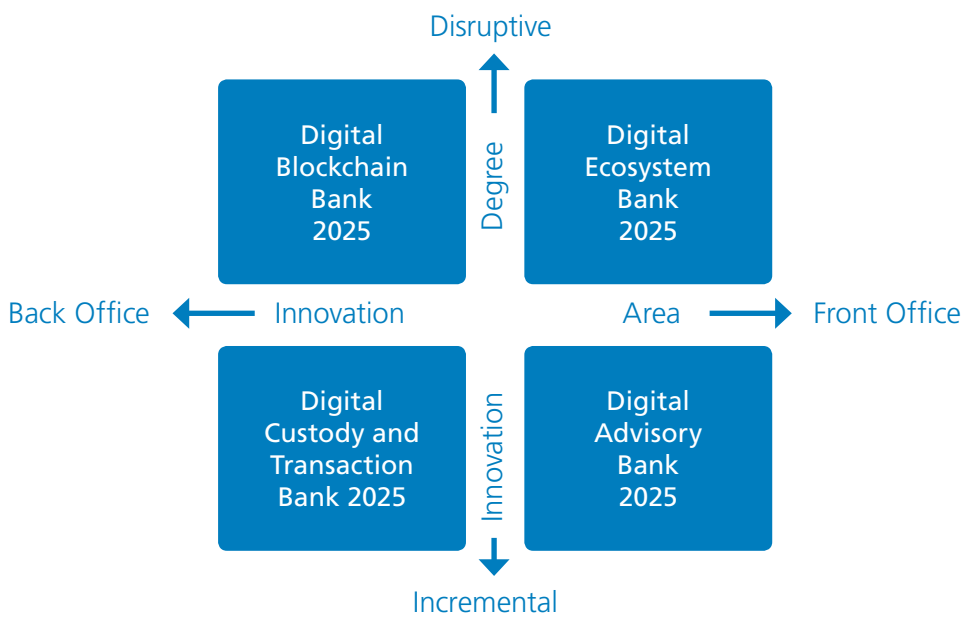 Disruptive
Digital
Blockchain
Bank
2025
Degree
Digital
Ecosystem
Bank
2025
Back Office
Innovation
Area
Front Office
Digital
Custody and
Transaction
Bank 2025
Innovation
Digital
Advisory
Bank
2025
Incremental